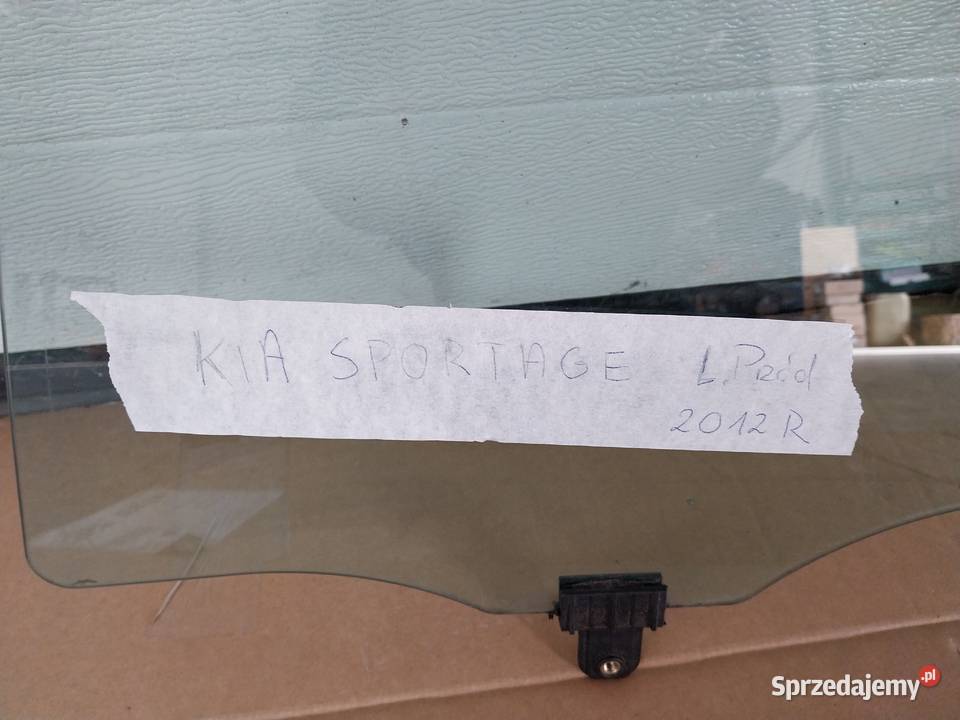 KIA SPORTAGE L. Przód
2012 R
Sprzedajemy.pl